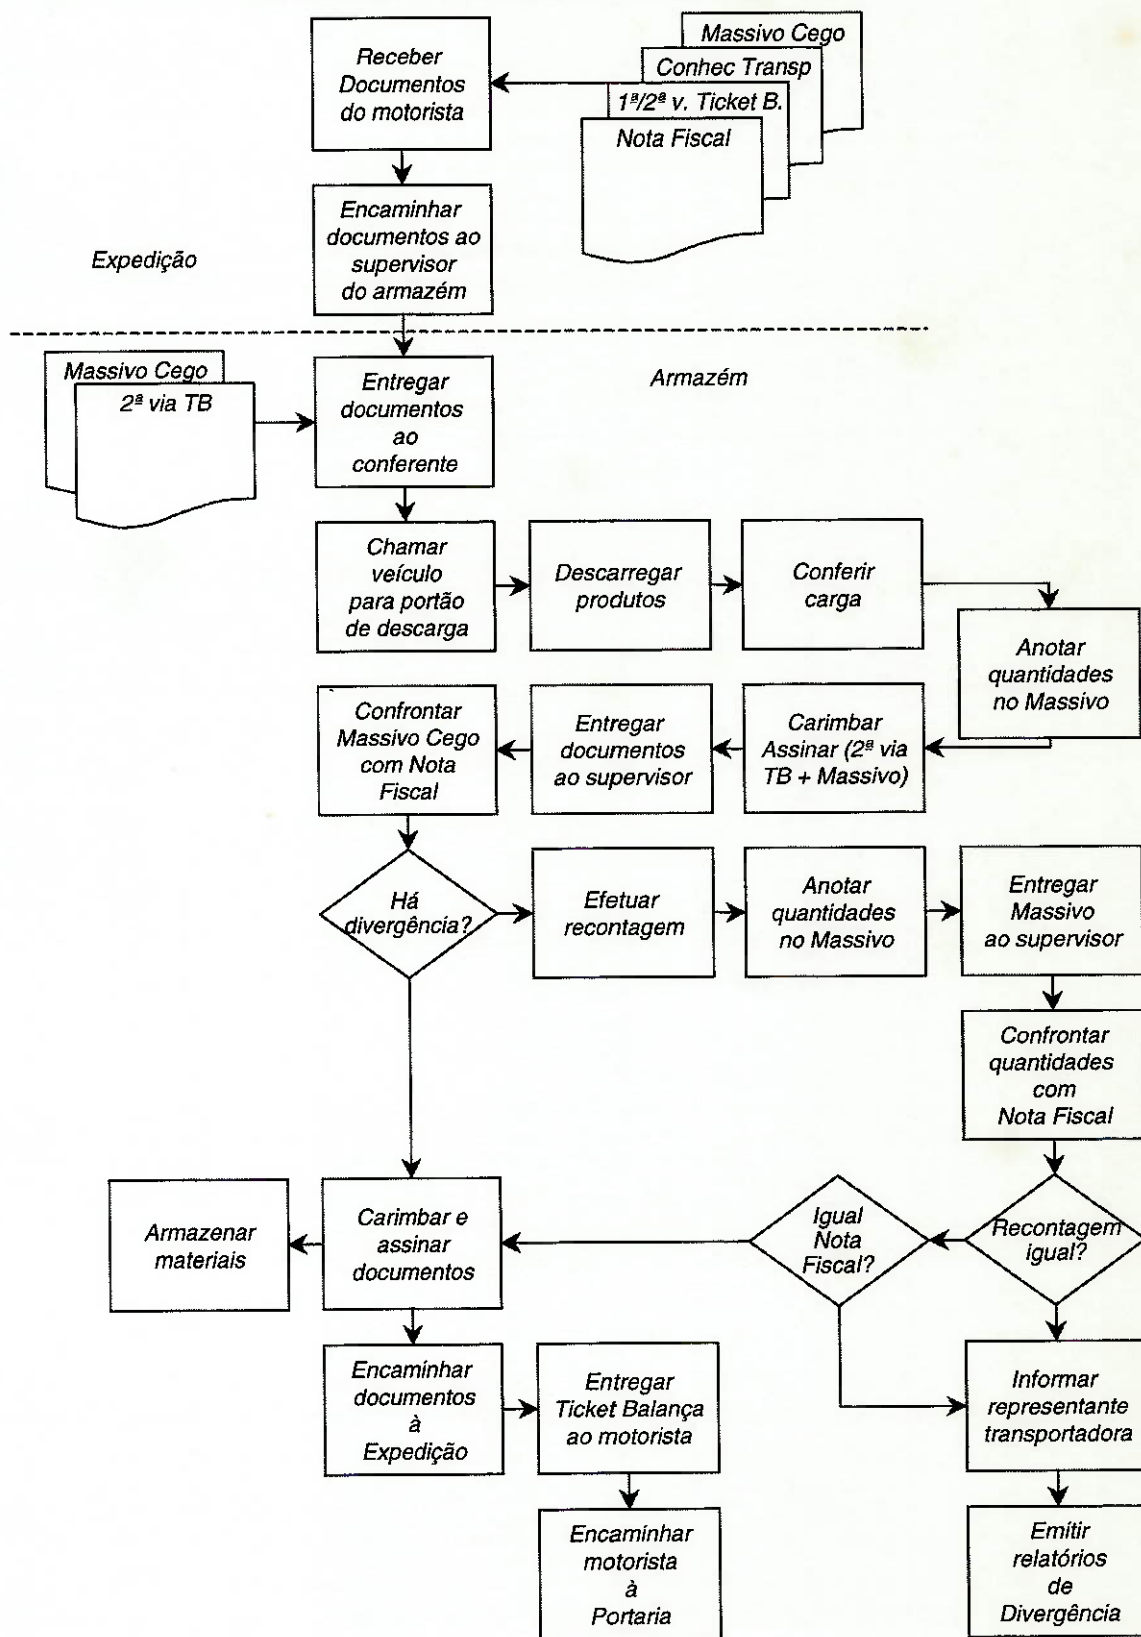 Massivo Cego
Conhec Transp
1ª/2ª v. Ticket B.
Nota Fiscal
Receber
Documentos
do motorista
Encaminhar
documentos ao
supervisor
do armazém
Expedição
Massivo Cego
2ª via TB
Entregar
documentos
ao
conferente
Armazém
Chamar
veículo
para portão
de descarga
Descarregar
produtos
Conferir
carga
Anotar
quantidades
no Massivo
Carimbar
Assinar (2ª via
TB + Massivo)
Entregar
documentos
ao supervisor
Confrontar
Massivo Cego
com Nota
Fiscal
Há
divergência?
Efetuar
recontagem
Anotar
quantidades
no Massivo
Entregar
Massivo
ao supervisor
Confrontar
quantidades
com
Nota Fiscal
Recontagem
igual?
Igual
Nota
Fiscal?
Carimbar e
assinar
documentos
Armazenar
materiais
Encaminhar
documentos
à
Expedição
Entregar
Ticket Balança
ao motorista
Informar
representante
transportadora
Encaminhar
motorista
à
Portaria
Emitir
relatórios
de
Divergência